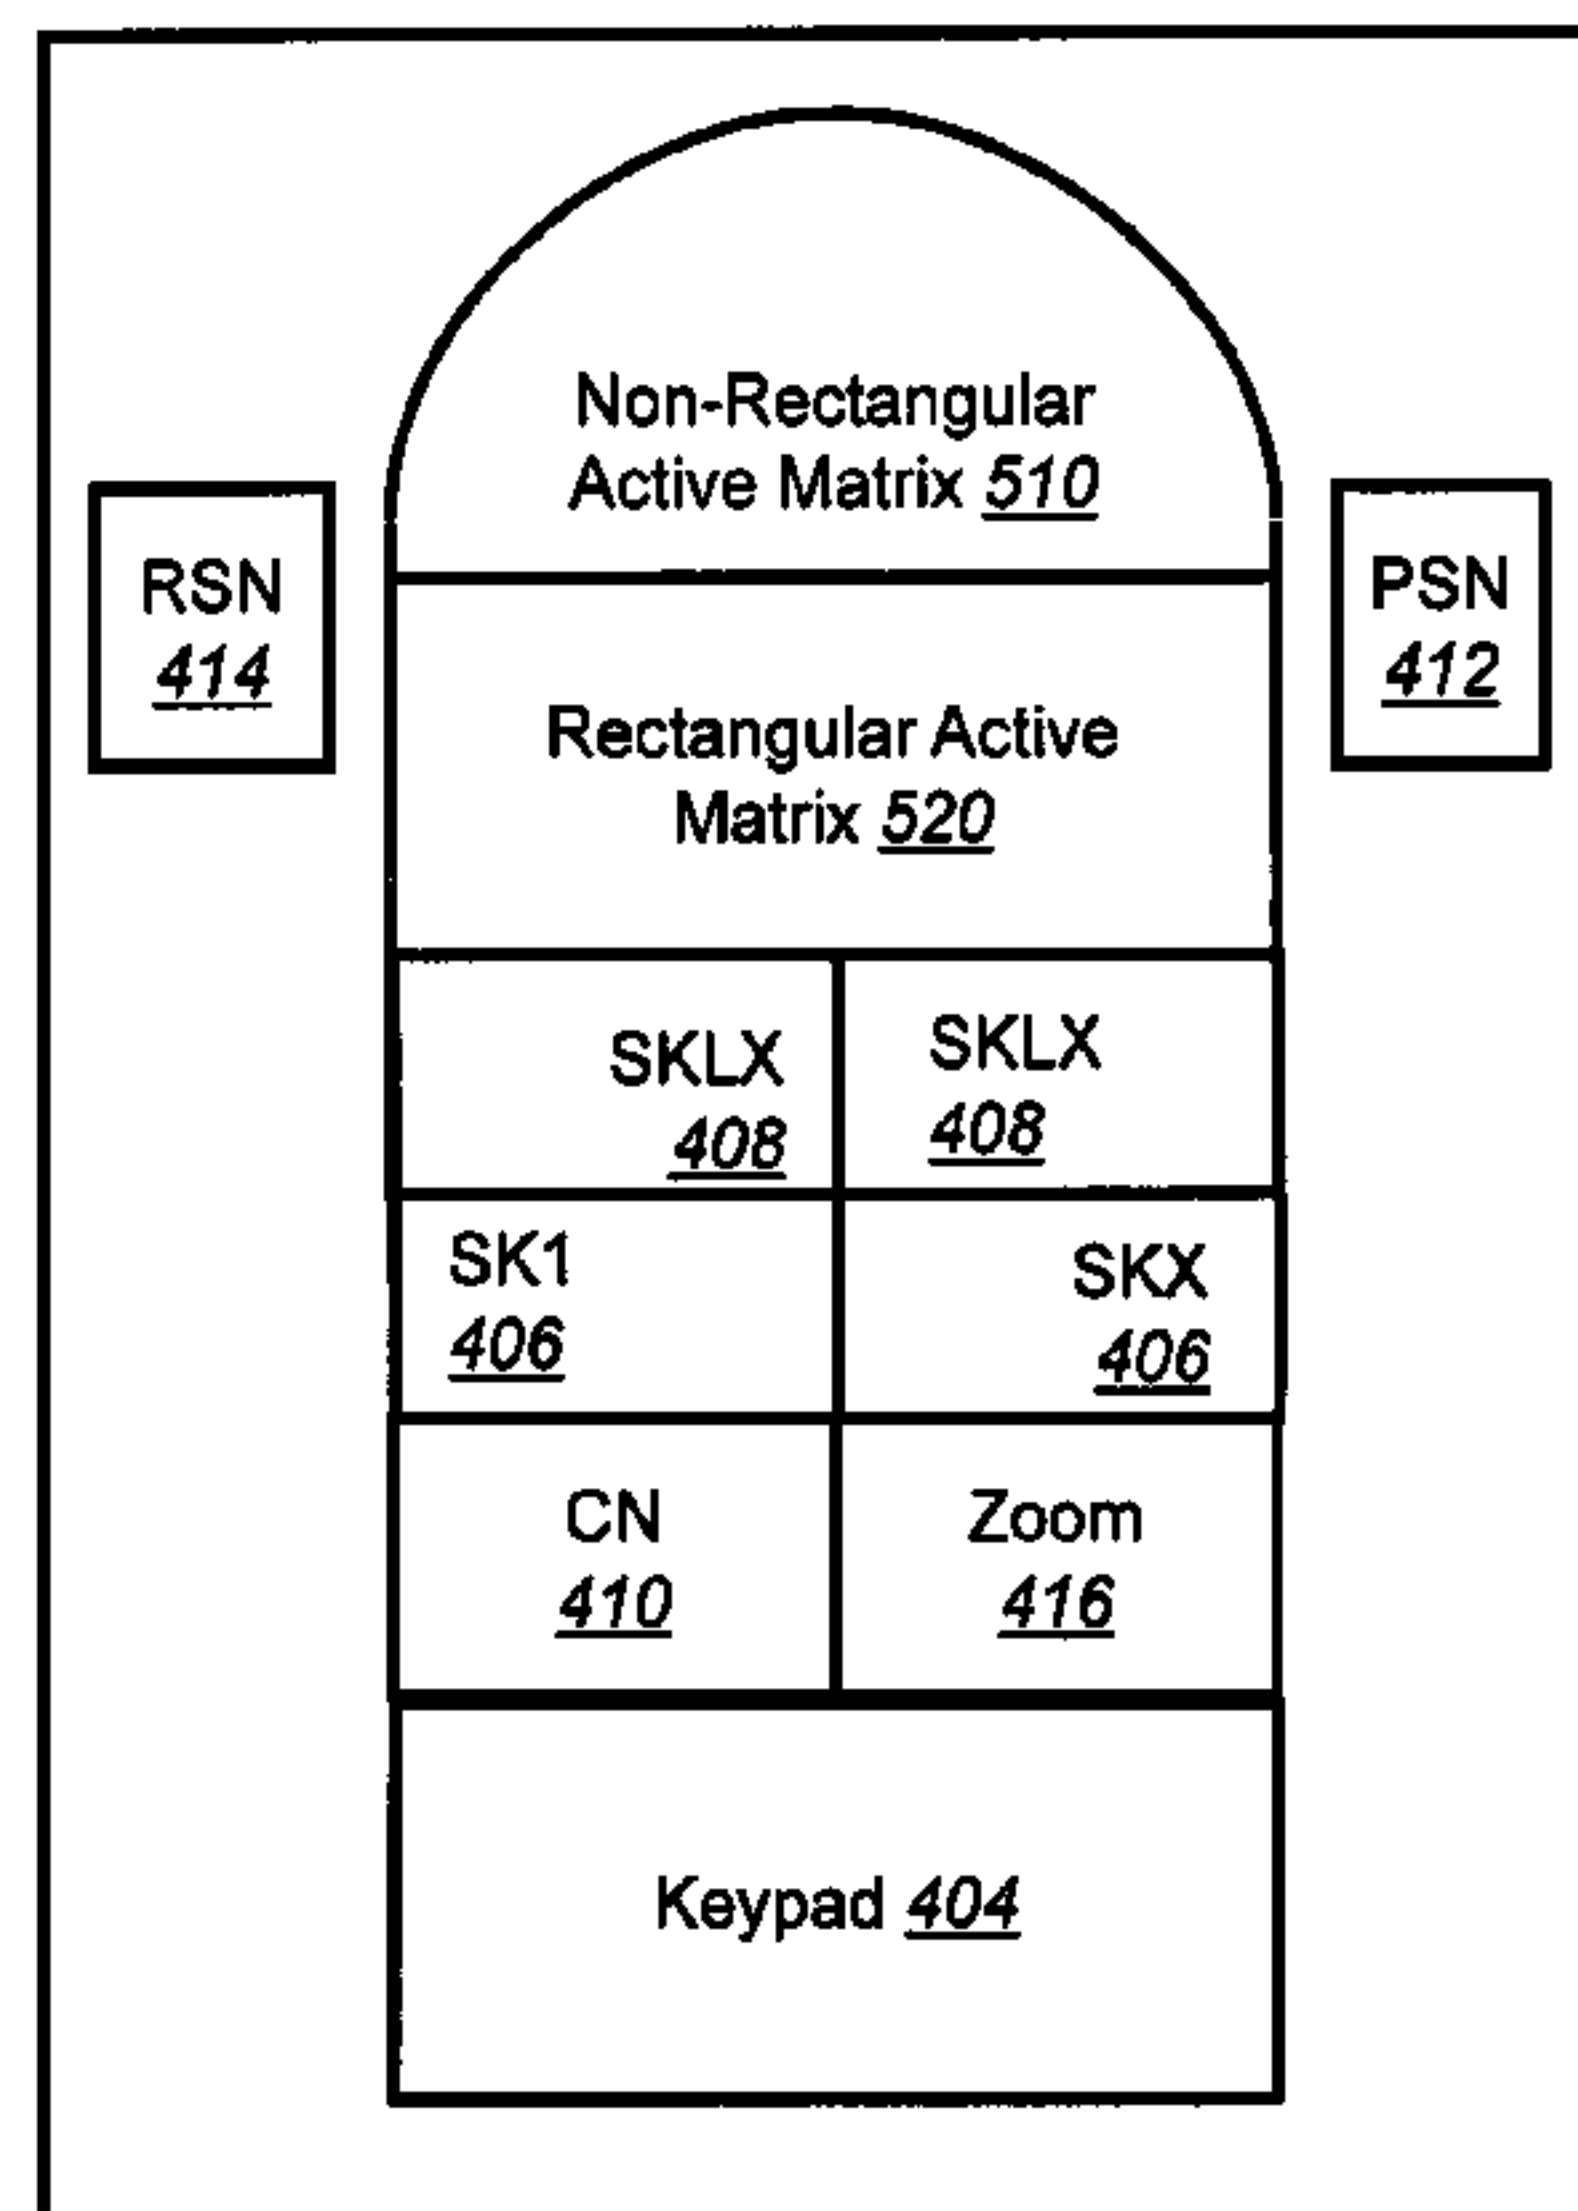 Non-Rectangular
Active Matrix 510
RSN
414
PSN
412
Rectangular Active
Matrix 520
SKLX
408
SKLX
408
SK1
406
SKX
406
CN
410
Zoom
416
Keypad 404